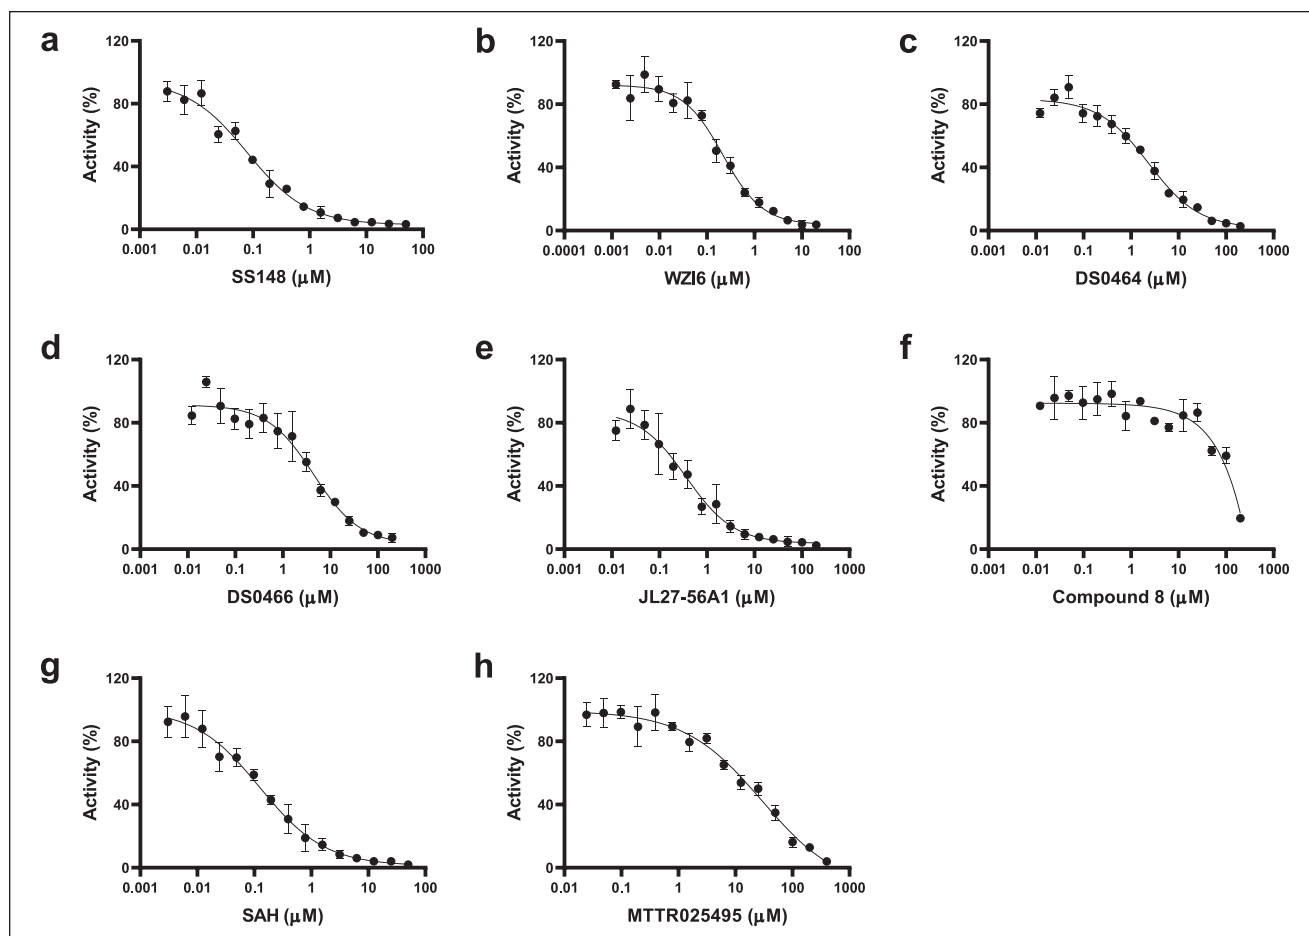 a
120
80
40
0
Activity (%)
0.001 0.01 0.1 1 10 100
SS148 (μM)
b
120
80
40
0
Activity (%)
0.0001 0.001 0.01 0.1 1 10 100
WZI6 (μM)
c
120
80
40
0
Activity (%)
0.001 0.01 0.1 1 10 100 1000
DS0464 (μM)
d
120
80
40
0
Activity (%)
0.001 0.01 0.1 1 10 100 1000
DS0466 (μM)
e
120
80
40
0
Activity (%)
0.001 0.01 0.1 1 10 100 1000
JL27-56A1 (μM)
f
120
80
40
0
Activity (%)
0.001 0.01 0.1 1 10 100 1000
Compound 8 (μM)
g
120
80
40
0
Activity (%)
0.001 0.01 0.1 1 10 100
SAH (μM)
h
120
80
40
0
Activity (%)
0.01 0.1 1 10 100 1000
MTTR025495 (μM)